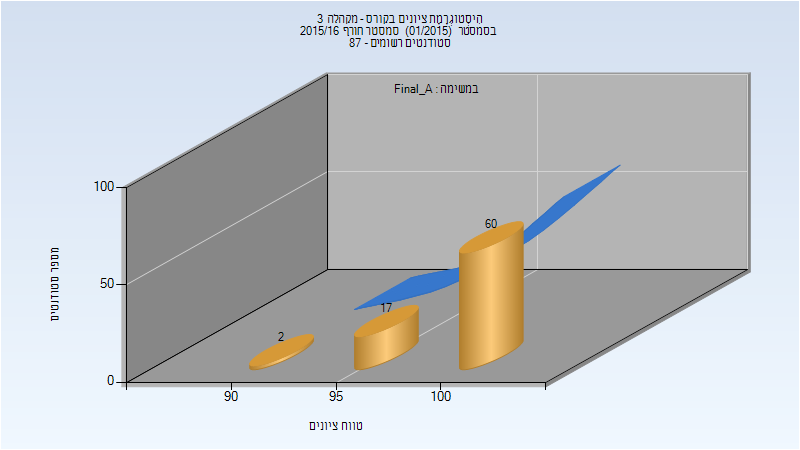 היסטוגרמת ציונים בקורס - מקהלה 3
בסמסטר (01/2015) סמסטר חורף 2015/16
סטודנטים רשומים - 87
במשימה : Final_A
100
50
0
מספר סטודנטים
2
17
60
90
95
100
טווח ציונים